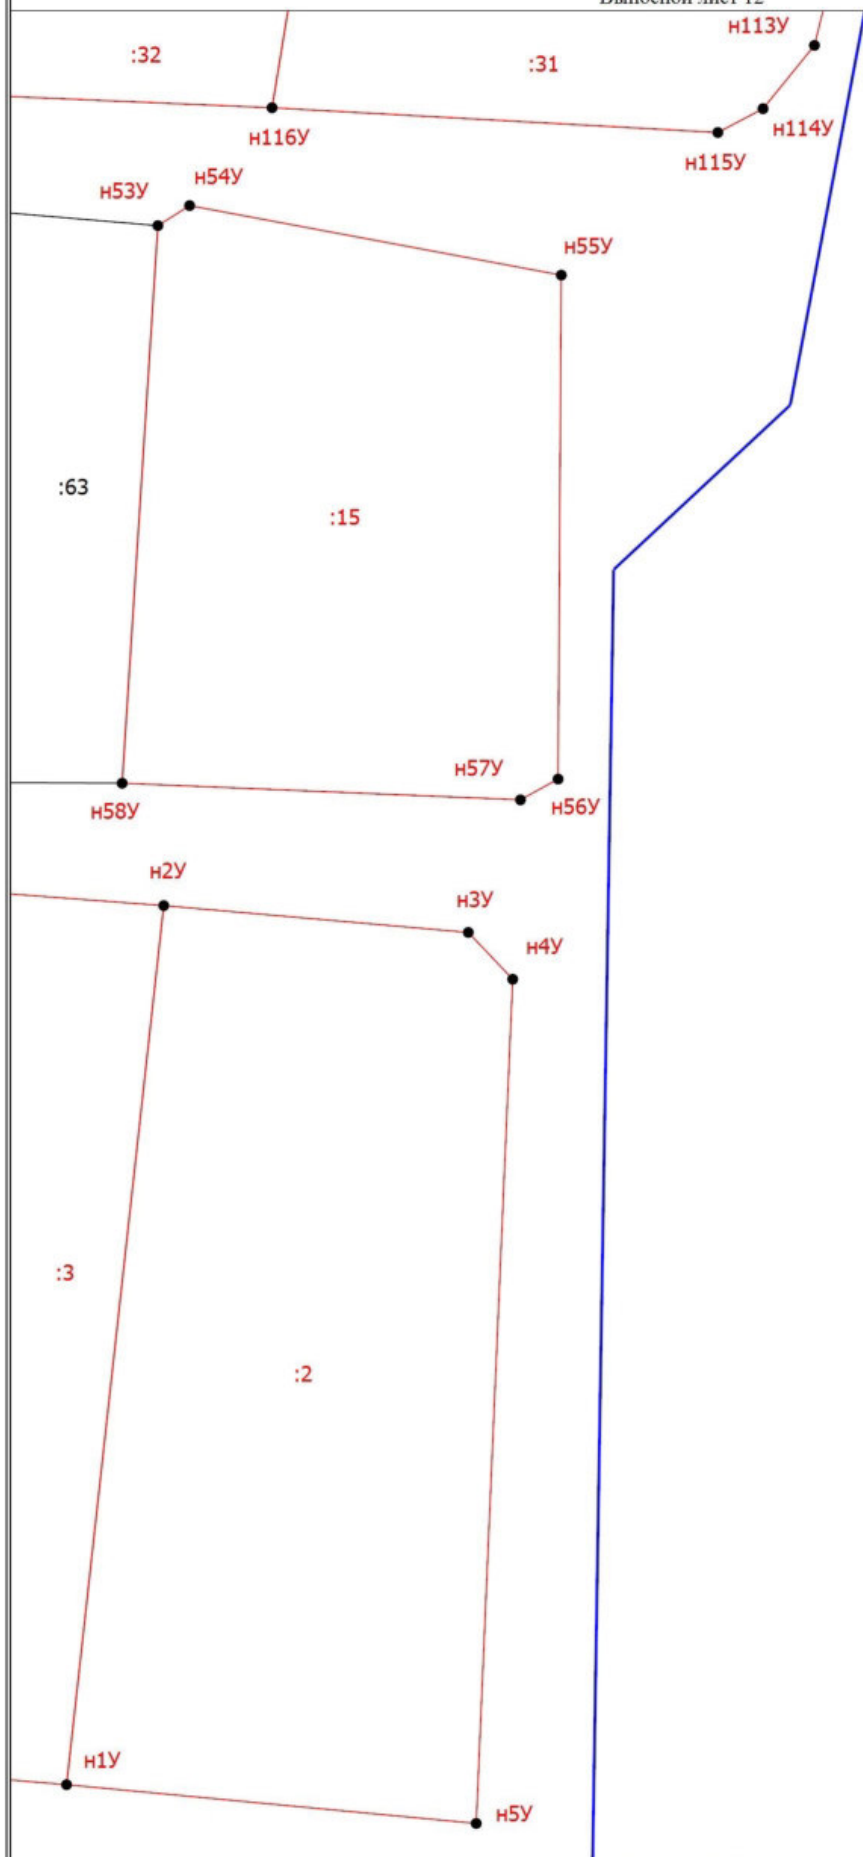 н113У
:32
:31
н114У
н116У
н115У
н54У
н53У
н55У
:63
:15
н57У
н56У
н58У
н2У
н3У
н4У
:3
:2
н1У
н5У